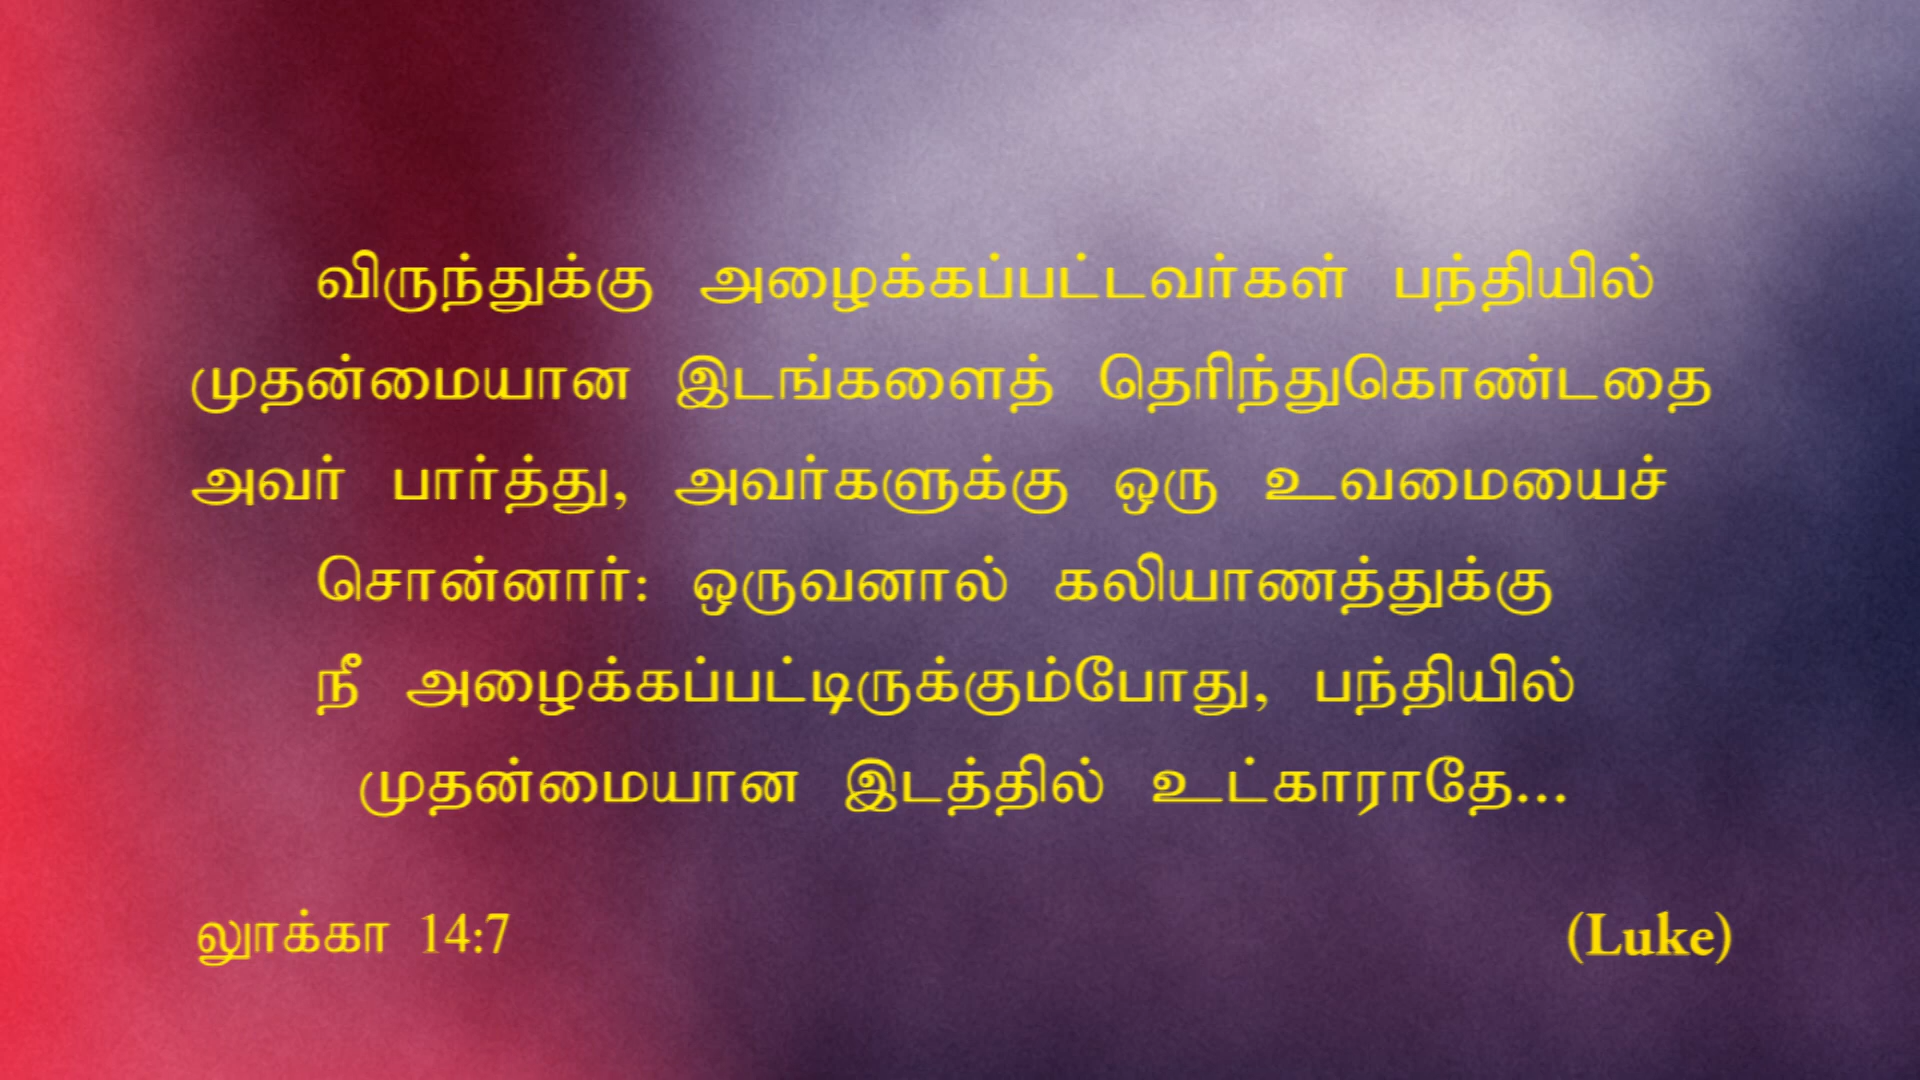 விருந்துக்கு அழைக்கப்பட்டவர்கள் பந்தியில்
முதன்மையான இடங்களைத் தெரிந்துகொண்டதை
அவர் பார்த்து, அவர்களுக்கு ஒரு உவமையைச்
சொன்னார்: ஒருவனால் கலியாணத்துக்கு
நீ அழைக்கப்பட்டிருக்கும்போது, பந்தியில்
முதன்மையான இடத்தில் உட்காராதே...
லூக்கா 14:7 (Luke)